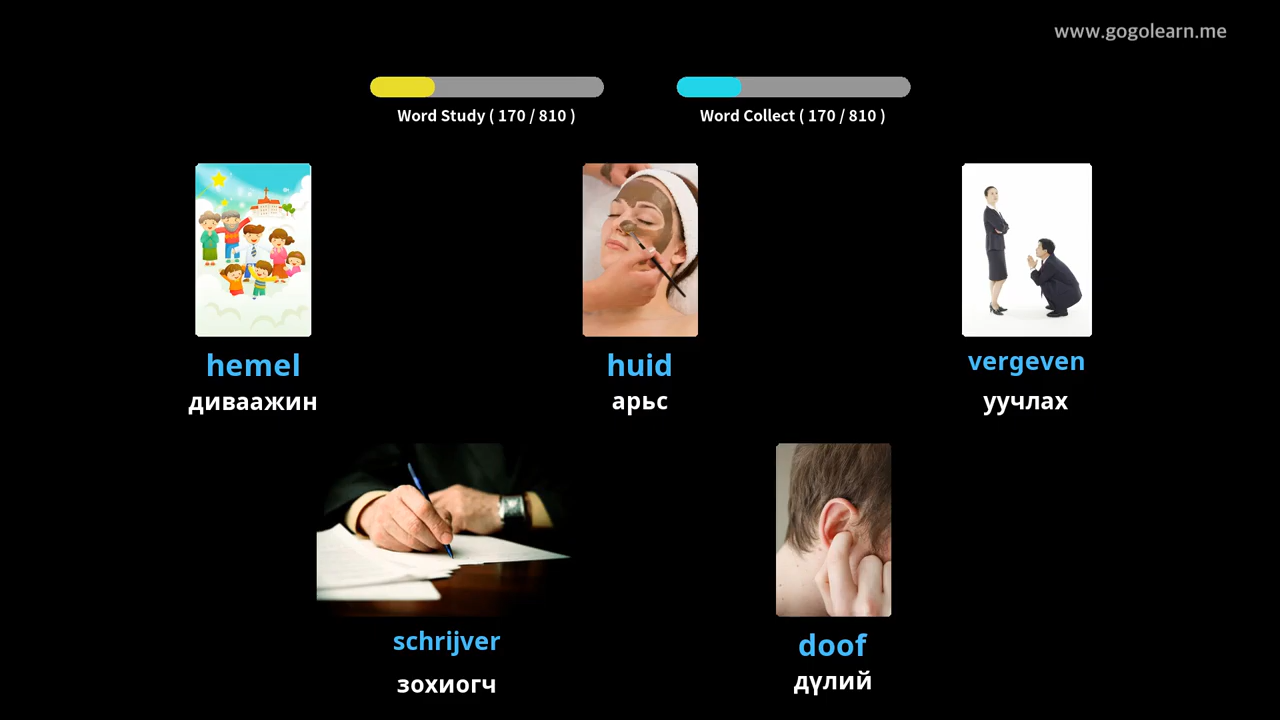 www.gogolearn.me
Word Study ( 170 / 810 )
Word Collect ( 170 / 810 )
hemel
диваажин
huid
арьс
vergeven
уучлах
schrijver
зохиогч
doof
дүлий